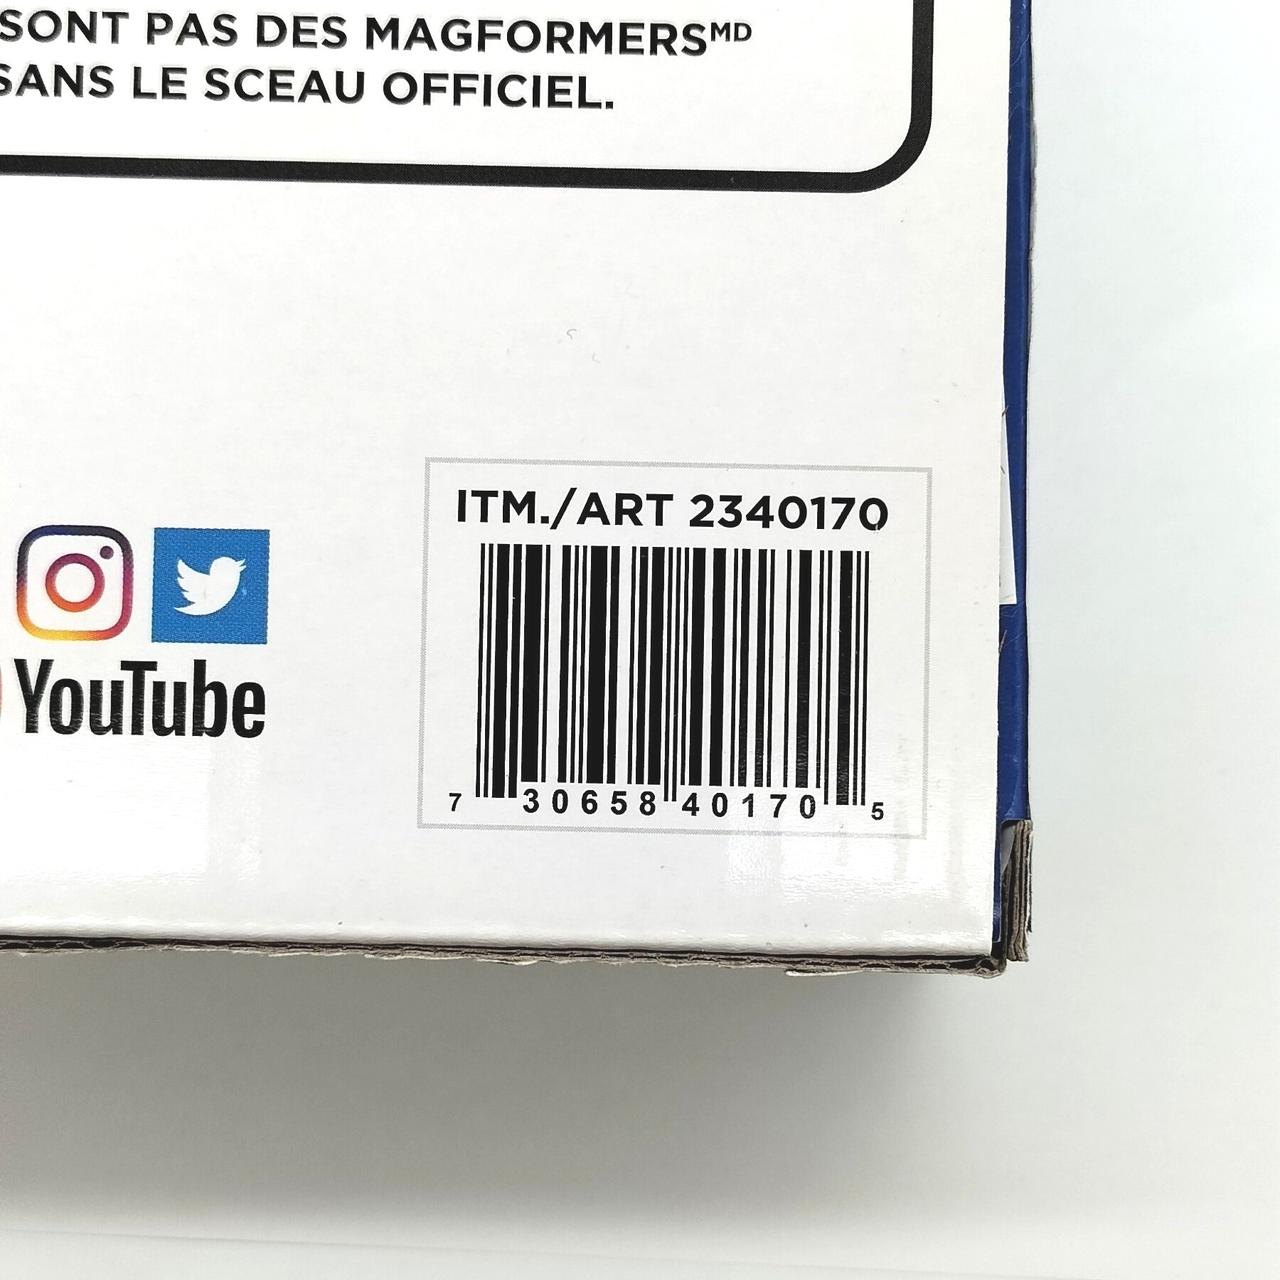 SONT PAS DES MAGFORMERSᴹᴰ
SANS LE SCEAU OFFICIEL.
ITM./ART 2340170
YouTube
7 30658 40170 5